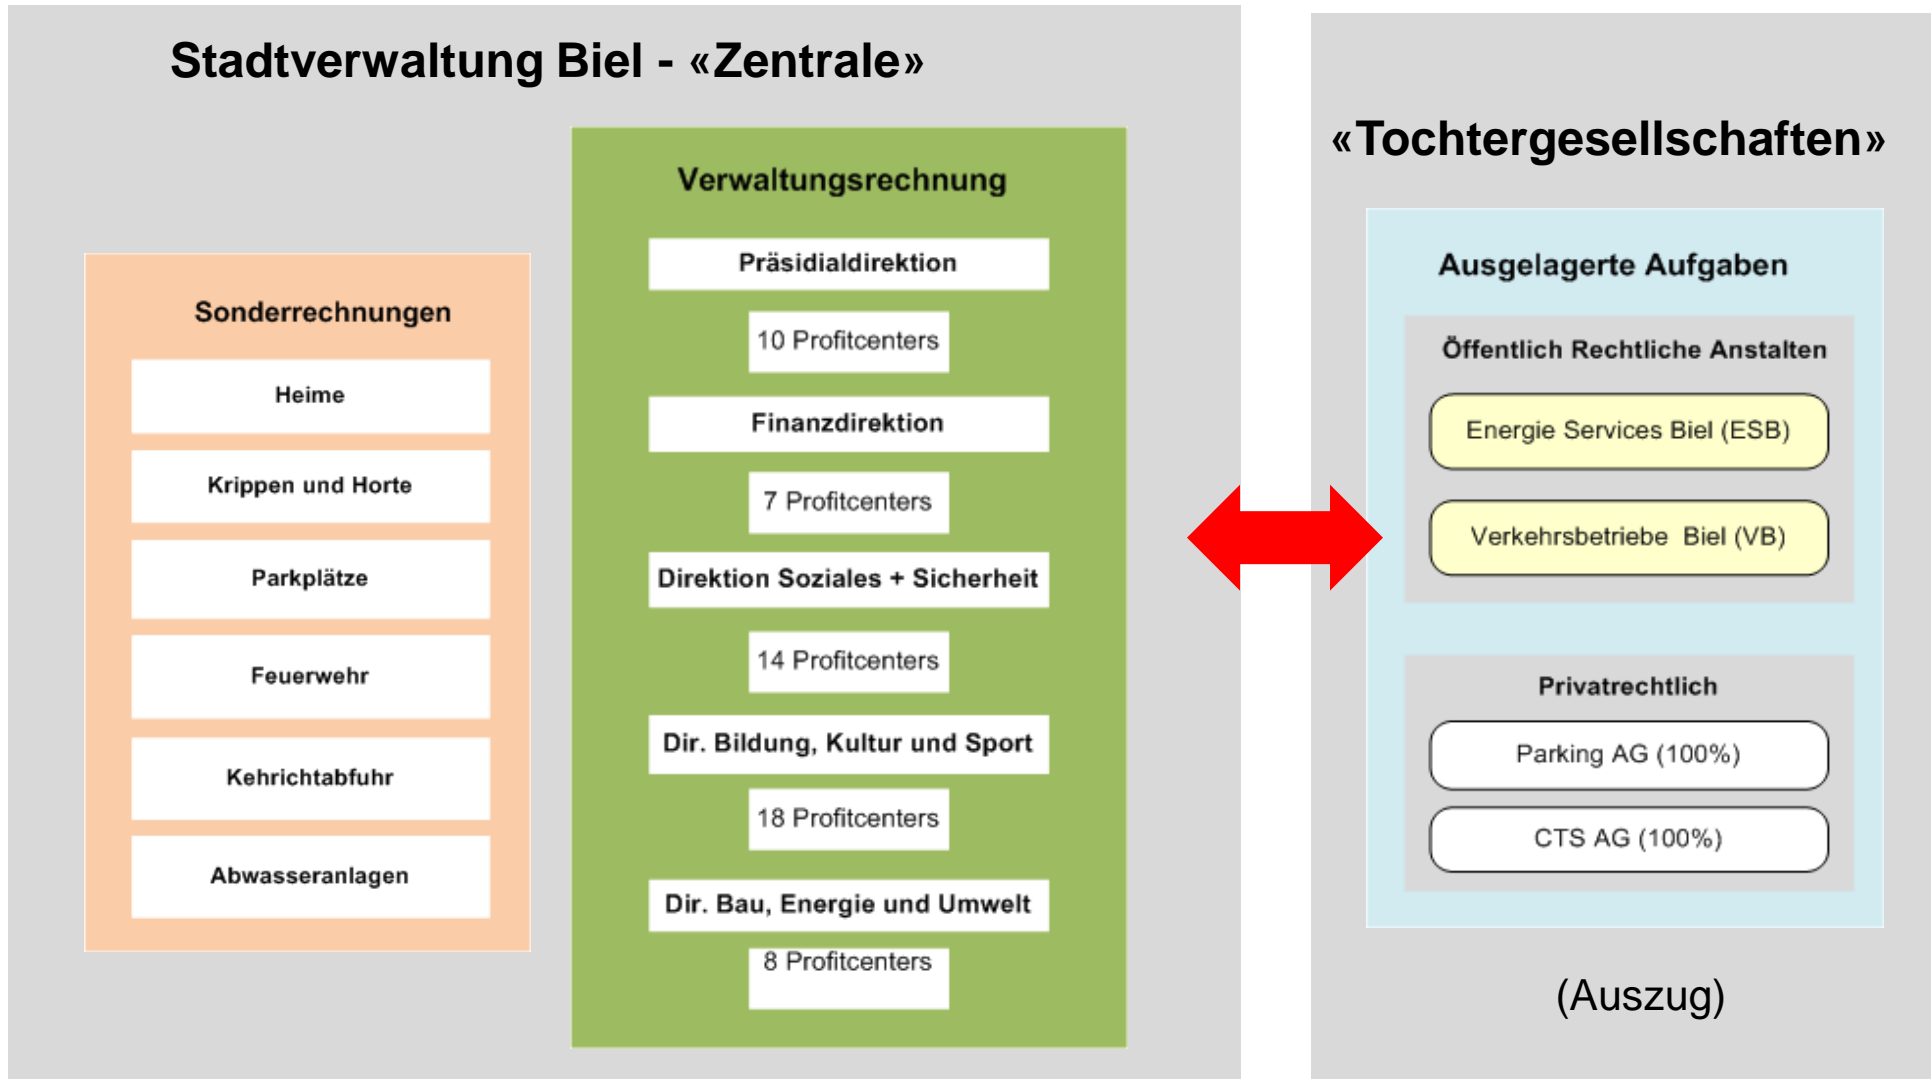 Stadtverwaltung Biel - «Zentrale»
Sonderrechnungen
Heime
Krippen und Horte
Parkplätze
Feuerwehr
Kehrichtabfuhr
Abwasseranlagen
Verwaltungsrechnung
Präsidialdirektion
10 Profitcenters
Finanzdirektion
7 Profitcenters
Direktion Soziales + Sicherheit
14 Profitcenters
Dir. Bildung, Kultur und Sport
18 Profitcenters
Dir. Bau, Energie und Umwelt
8 Profitcenters
«Tochtergesellschaften»
Ausgelagerte Aufgaben
Öffentlich Rechtliche Anstalten
Energie Services Biel (ESB)
Verkehrsbetriebe Biel (VB)
Privatrechtlich
Parking AG (100%)
CTS AG (100%)
(Auszug)